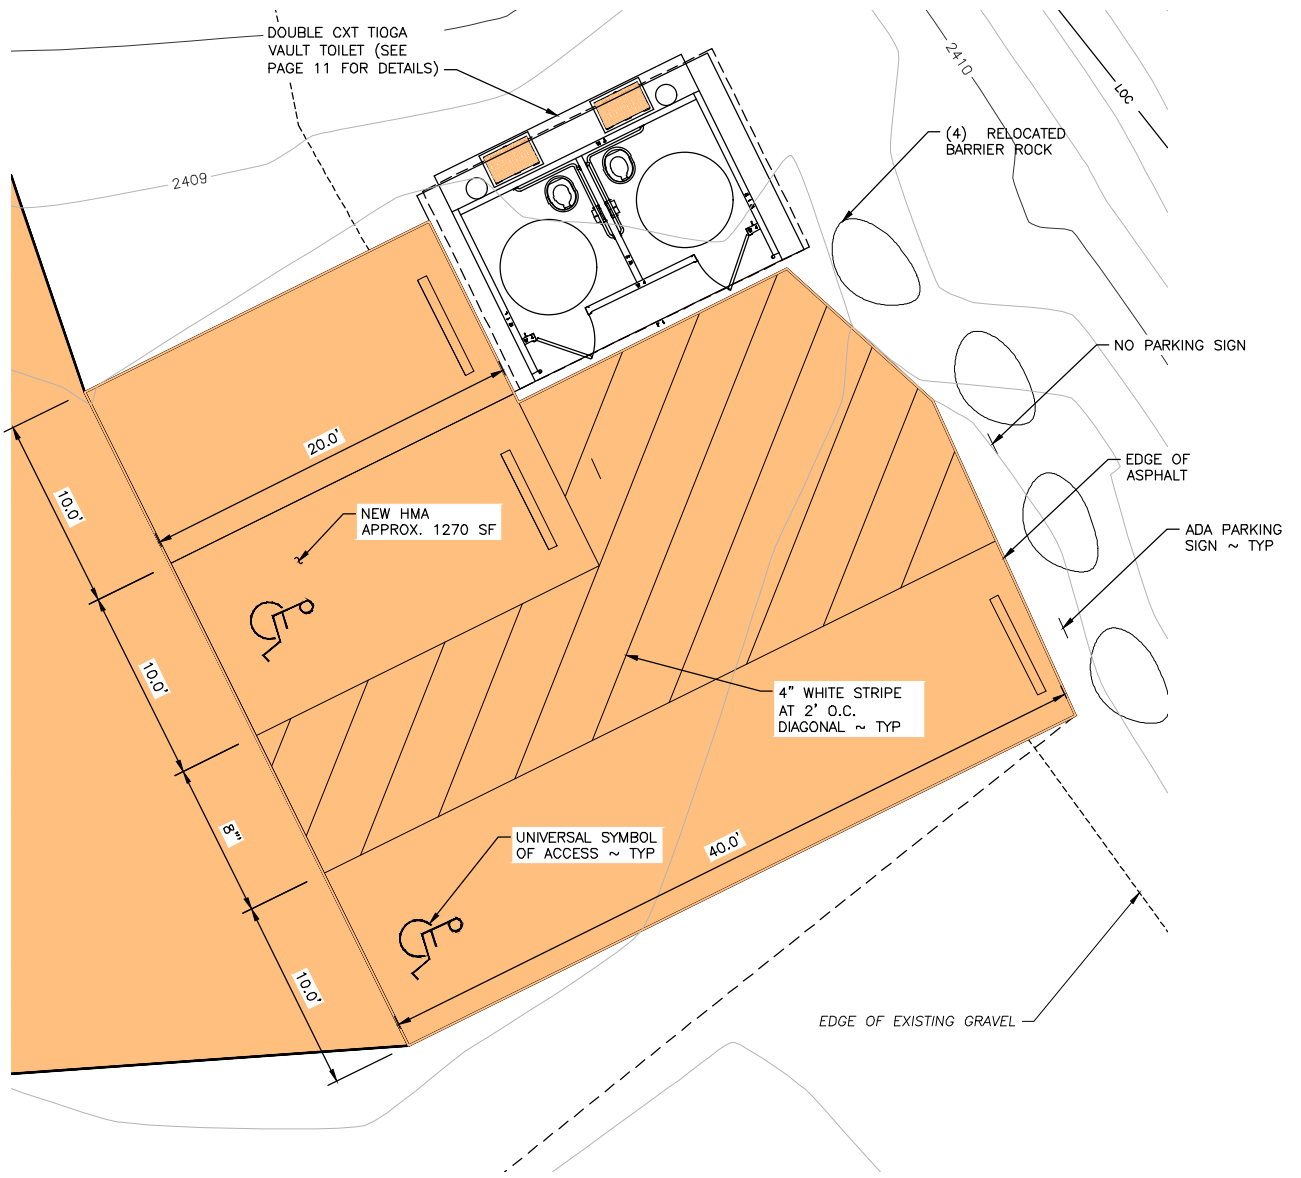 DOUBLE CXT TIOGA
VAULT TOILET (SEE
PAGE 11 FOR DETAILS)
2410
LOC
(4) RELOCATED
BARRIER ROCK
2409
NO PARKING SIGN
20.0'
EDGE OF
ASPHALT
10.0'
NEW HMA
APPROX. 1270 SF
ADA PARKING
SIGN ~ TYP
10.0'
4" WHITE STRIPE
AT 2' O.C.
DIAGONAL ~ TYP
8'"
UNIVERSAL SYMBOL
OF ACCESS ~ TYP
40.0'
10.0'
EDGE OF EXISTING GRAVEL